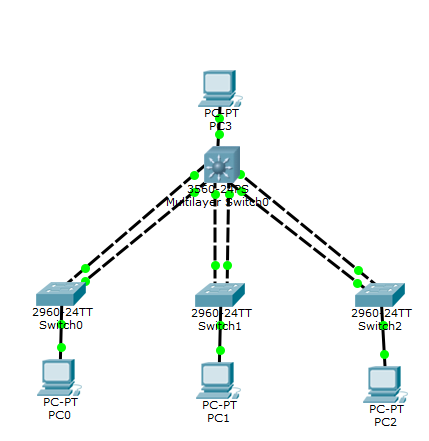 PC-PT
PC3
3560-24PS
Multilayer Switch0
2960-24TT
Switch0
2960-24TT
Switch1
2960-24TT
Switch2
PC-PT
PC0
PC-PT
PC1
PC-PT
PC2